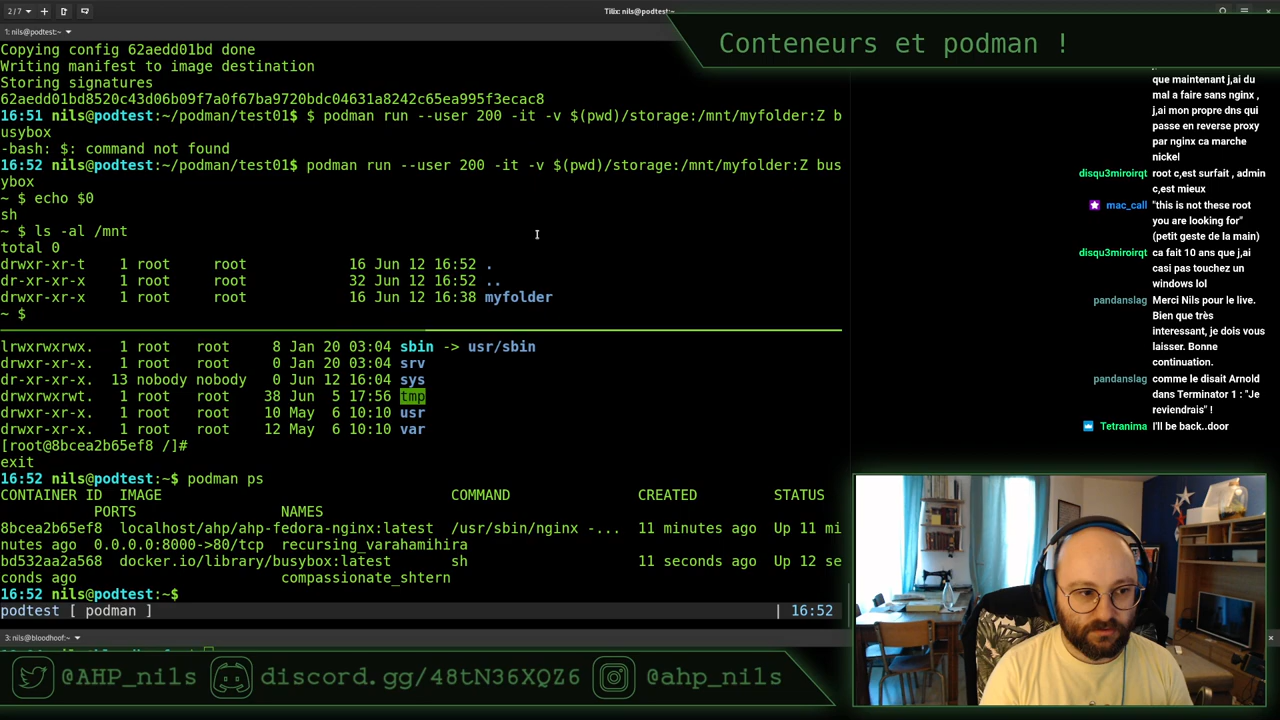 2/7
Tilix: nils@podtest:~
1: nils@podtest:~
Conteneurs et podman !
Copying config 62aedd01bd done
Writing manifest to image destination
Storing signatures
62aedd01bd8520c43d06b09f7a0f67ba9720bdc04631a8242c65ea995f3ecac8
16:51 nils@podtest:~/podman/test01$ $ podman run --user 200 -it -v $(pwd)/storage:/mnt/myfolder:Z b
usybox
-bash: $: command not found
16:52 nils@podtest:~/podman/test01$ podman run --user 200 -it -v $(pwd)/storage:/mnt/myfolder:Z bus
ybox
~ $ echo $0
sh
~ $ ls -al /mnt
total 0
drwxr-xr-t    1 root     root            16 Jun 12 16:52 .
dr-xr-xr-x    1 root     root            32 Jun 12 16:52 ..
drwxr-xr-x    1 root     root            16 Jun 12 16:38 myfolder
~ $
lrwxrwxrwx.   1 root   root     8 Jan 20 03:04 sbin -> usr/sbin
drwxr-xr-x.   1 root   root     0 Jan 20 03:04 srv
dr-xr-xr-x.  13 nobody nobody   0 Jun 12 16:04 sys
drwxrwxrwt.   1 root   root    38 Jun  5 17:56 tmp
drwxr-xr-x.   1 root   root    10 May  6 10:10 usr
drwxr-xr-x.   1 root   root    12 May  6 10:10 var
[root@8bcea2b65ef8 /]#
exit
16:52 nils@podtest:~$ podman ps
CONTAINER ID  IMAGE                                  COMMAND               CREATED         STATUS
           PORTS                 NAMES
8bcea2b65ef8  localhost/ahp/ahp-fedora-nginx:latest  /usr/sbin/nginx -...  11 minutes ago  Up 11 mi
nutes ago  0.0.0.0:8000->80/tcp  recursing_varahamihira
bd532aa2a568  docker.io/library/busybox:latest       sh                    11 seconds ago  Up 12 se
conds ago                        compassionate_shtern
16:52 nils@podtest:~$
podtest [ podman ] | 16:52
3: nils@bloodhoof:~
que maintenant j,ai du
mal a faire sans nginx ,
j,ai mon propre dns qui
passe en reverse proxy
par nginx ca marche
nickel
disqu3miroirqt root c,est surfait , admin
c,est mieux
mac_call "this is not these root
you are looking for"
(petit geste de la main)
disqu3miroirqt ca fait 10 ans que j,ai
casi pas touchez un
windows lol
pandanslag Merci Nils pour le live.
Bien que très
interessant, je dois vous
laisser. Bonne
continuation.
pandanslag comme le disait Arnold
dans Terminator 1 : "Je
reviendrais" !
Tetranima I'll be back..door
@AHP_nils discord.gg/48tN36XQZ6 @ahp_nils